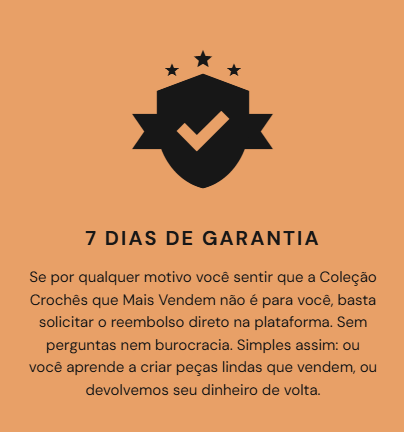 7 DIAS DE GARANTIA
Se por qualquer motivo você sentir que a Coleção
Crochês que Mais Vendem não é para você, basta
solicitar o reembolso direto na plataforma. Sem
perguntas nem burocracia. Simples assim: ou
você aprende a criar peças lindas que vendem, ou
devolvemos seu dinheiro de volta.